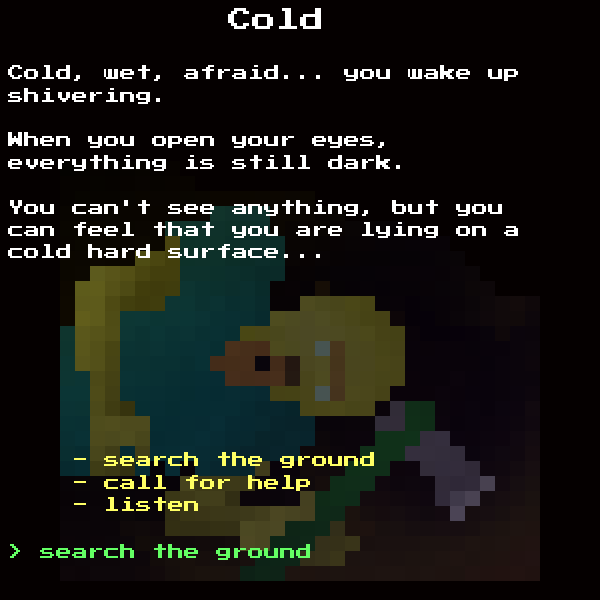 Cold
Cold, wet, afraid... you wake up
shivering.
When you open your eyes,
everything is still dark.
You can't see anything, but you
can feel that you are lying on a
cold hard surface...
- search the ground
- call for help
- listen
> search the ground